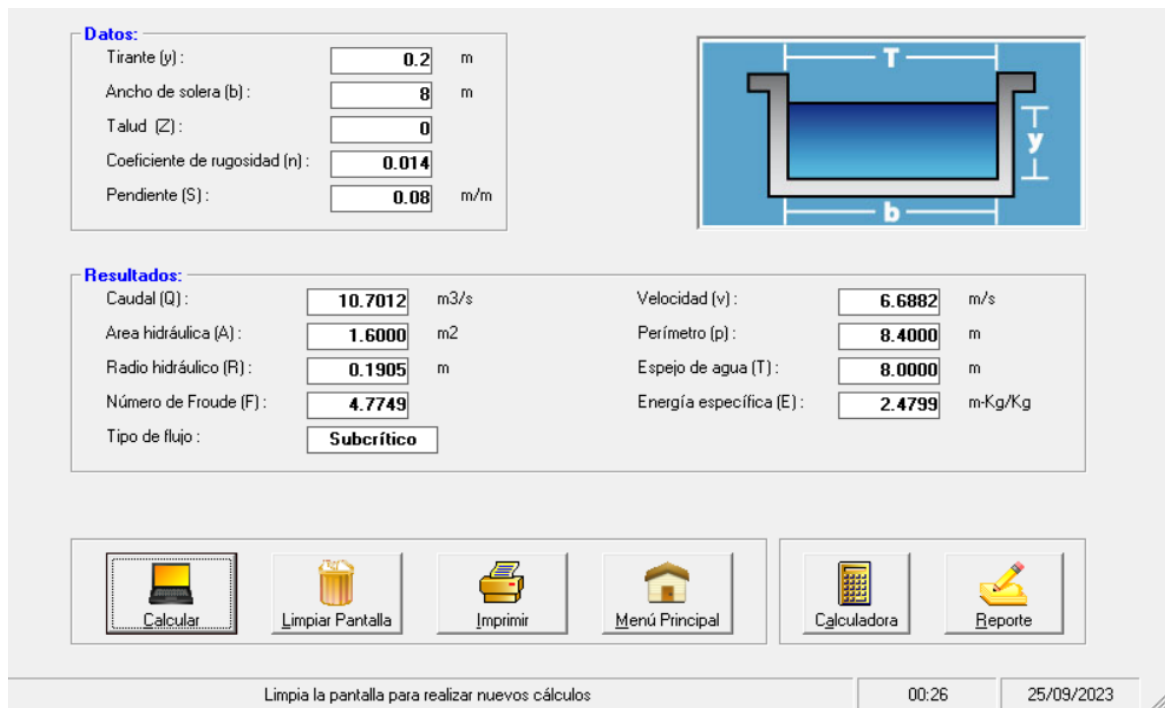 Datos:
Tirante (y) : 0.2 m
Ancho de solera (b) : 8 m
Talud (Z) : 0
Coeficiente de rugosidad (n) : 0.014
Pendiente (S) : 0.08 m/m
T
y
b
Resultados:
Caudal (Q) : 10.7012 m3/s Velocidad (v) : 6.6882 m/s
Area hidráulica (A) : 1.6000 m2 Perímetro (p) : 8.4000 m
Radio hidráulico (R) : 0.1905 m Espejo de agua (T) : 8.0000 m
Número de Froude (F) : 4.7749 Energía específica (E) : 2.4799 m-Kg/Kg
Tipo de flujo : Subcrítico
Calcular Limpiar Pantalla Imprimir Menú Principal Calculadora Reporte
Limpia la pantalla para realizar nuevos cálculos 00:26 25/09/2023